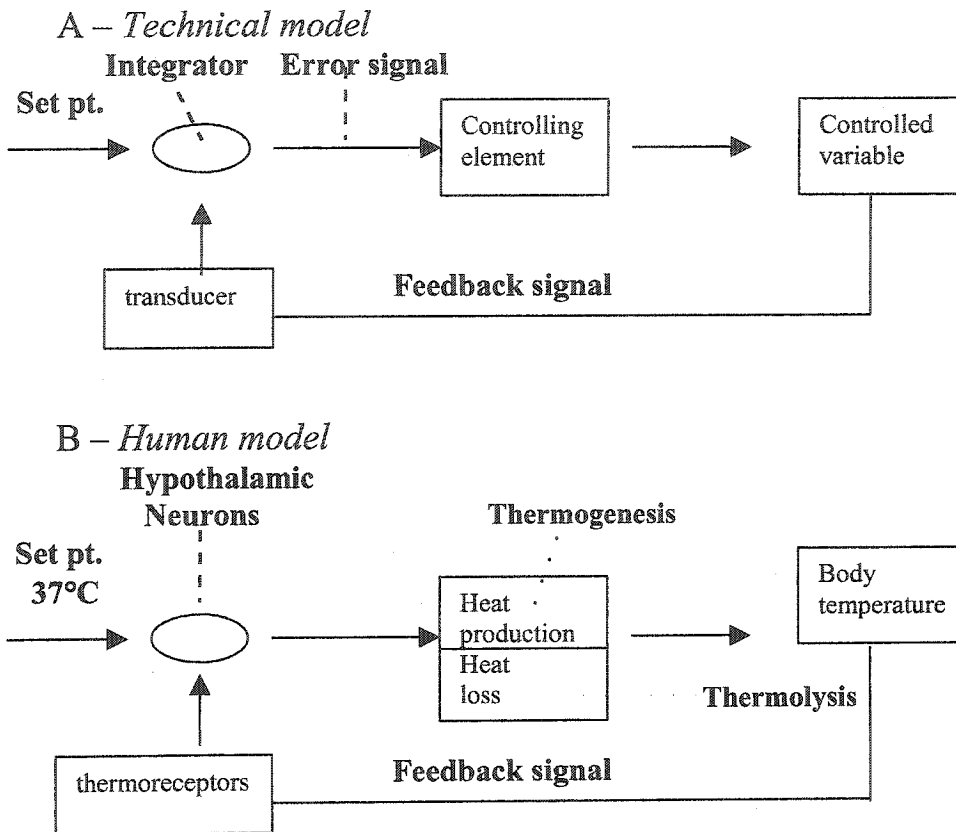 A – Technical model
Integrator Error signal
Set pt.
Controlling
element
Controlled
variable
transducer
Feedback signal
B – Human model
Hypothalamic
Neurons
Thermogenesis
Set pt.
37°C
Heat
production
Heat
loss
Body
temperature
Thermolysis
thermoreceptors
Feedback signal